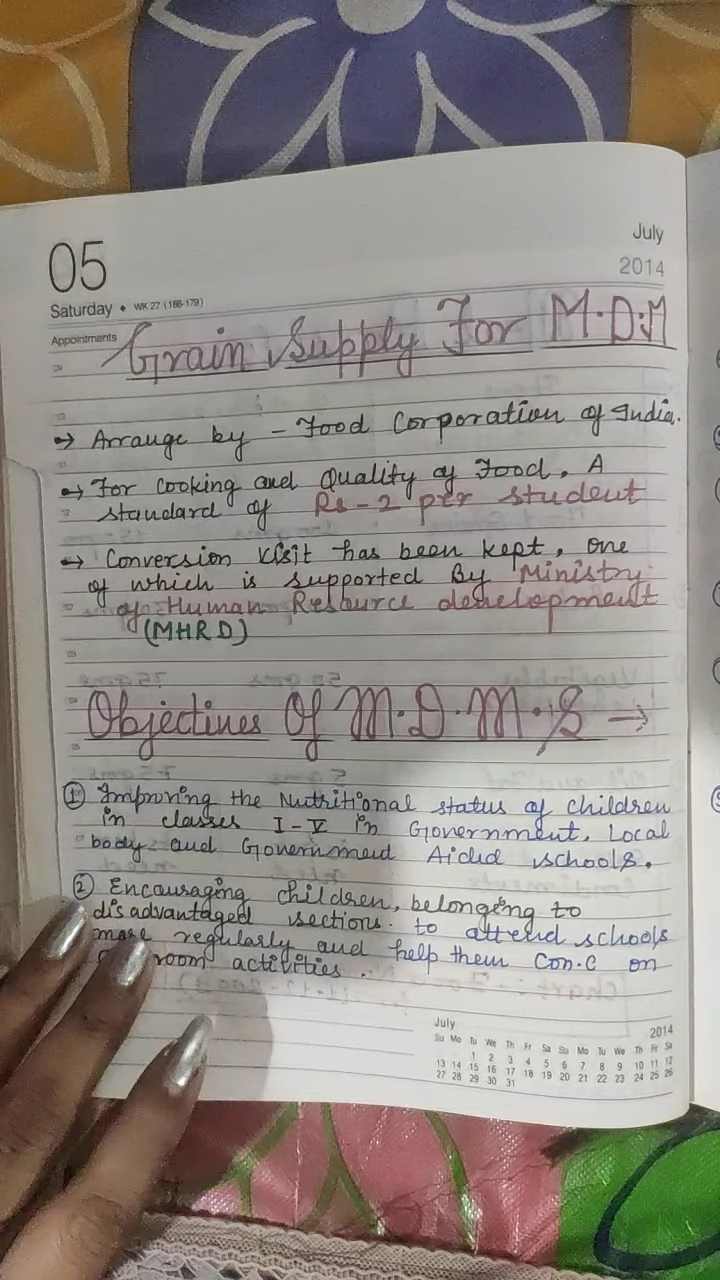 July
05
2014
Saturday • WK 27 (186-179)
Appointments
Grain Supply For M.D.M
→ Arrange by - Food Corporation of India.
→ For cooking and Quality of Food, A
standard of Rs-2 per student
→ Conversion has been kept, one
of which is supported By Ministry
of Human Resource development
(MHRD)
Objectives Of M.D.M.S →
① Improving the Nutritional status of children
in classes I-V in Government, Local
body and Government Aided schools.
② Encouraging children, belonging to
disadvantaged sections. to attend schools
more regularly and help them Con.C on
room activities.
July 2014
Su Mo Tu We Th Fr Sa Su Mo Tu We Th Fr Sa
1 2 3 4 5 6 7 8 9 10 11 12
13 14 15 16 17 18 19 20 21 22 23 24 25 26
27 28 29 30 31